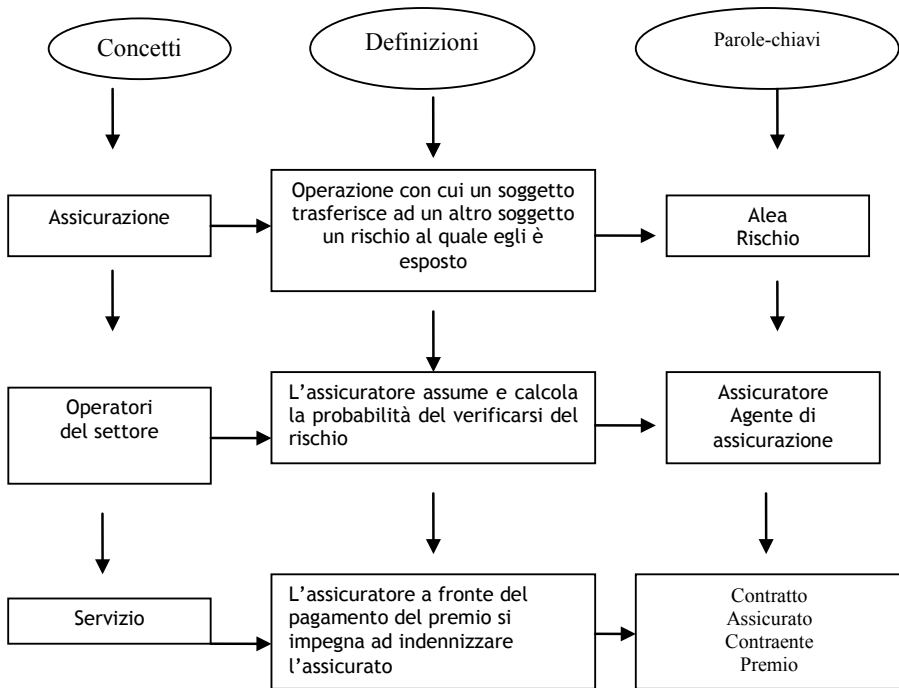 Concetti
Definizioni
Parole-chiavi
Assicurazione
Operazione con cui un soggetto
trasferisce ad un altro soggetto
un rischio al quale egli è
esposto
Alea
Rischio
Operatori
del settore
L’assicuratore assume e calcola
la probabilità del verificarsi del
rischio
Assicuratore
Agente di
assicurazione
Servizio
L’assicuratore a fronte del
pagamento del premio si
impegna ad indennizzare
l’assicurato
Contratto
Assicurato
Contraente
Premio